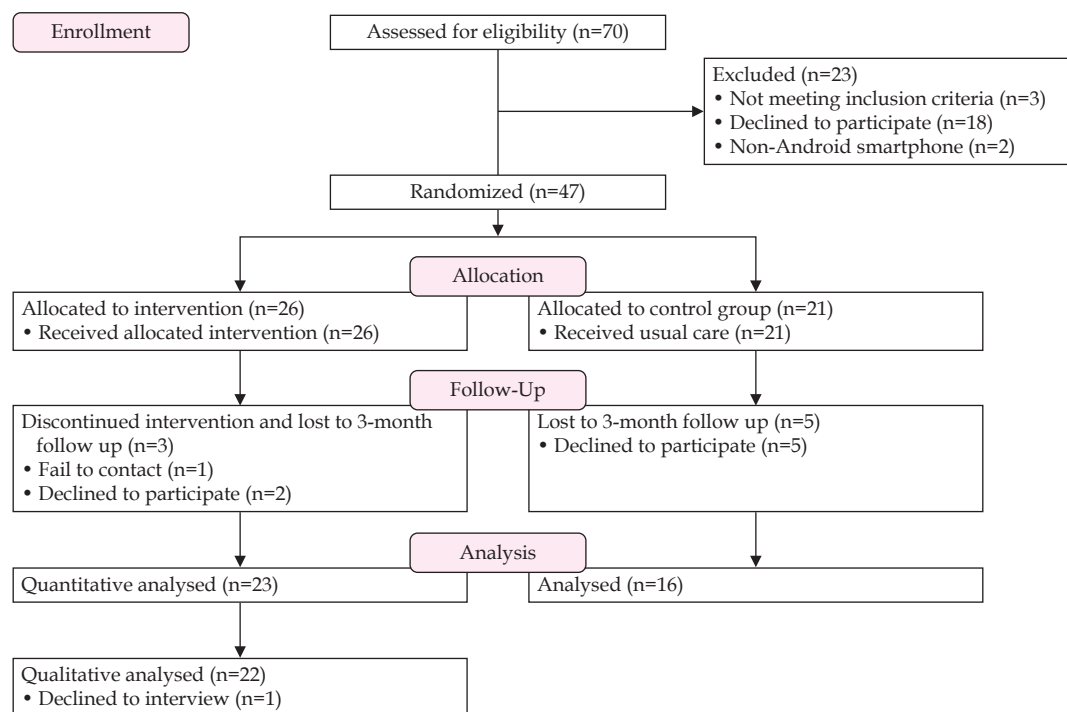 Enrollment
Assessed for eligibility (n=70)
Excluded (n=23)
• Not meeting inclusion criteria (n=3)
• Declined to participate (n=18)
• Non-Android smartphone (n=2)
Randomized (n=47)
Allocation
Allocated to intervention (n=26)
• Received allocated intervention (n=26)
Allocated to control group (n=21)
• Received usual care (n=21)
Follow-Up
Discontinued intervention and lost to 3-month
follow up (n=3)
• Fail to contact (n=1)
• Declined to participate (n=2)
Lost to 3-month follow up (n=5)
• Declined to participate (n=5)
Analysis
Quantitative analysed (n=23)
Analysed (n=16)
Qualitative analysed (n=22)
• Declined to interview (n=1)